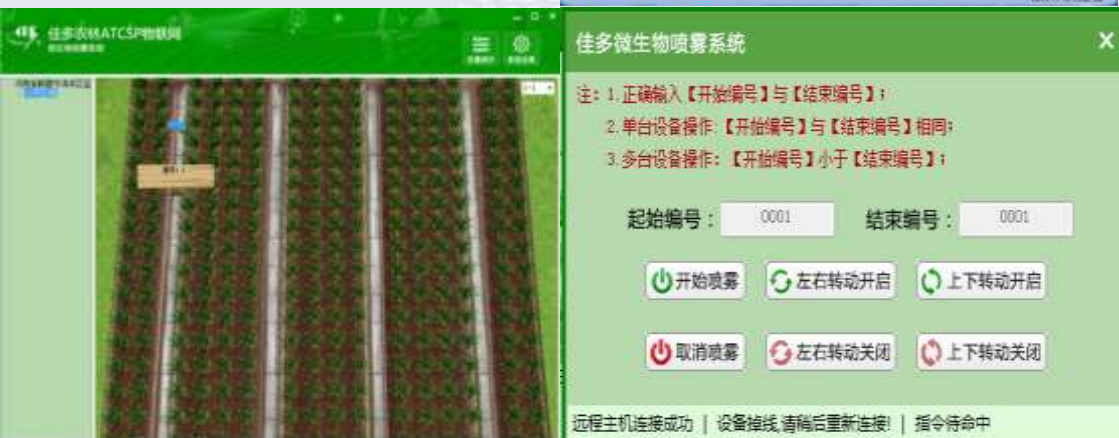 佳多农林ATCSP物联网
佳多微生物喷雾系统
注: 1.正确输入【开始编号】与【结束编号】;
2.单台设备操作:【开始编号】与【结束编号】相同;
3.多台设备操作:【开始编号】小于【结束编号】;
起始编号: 0001 结束编号: 0001
开始喷雾 左右转动开启 上下转动开启
取消喷雾 左右转动关闭 上下转动关闭
远程主机连接成功 | 设备掉线,请稍后重新连接! | 指令待命中